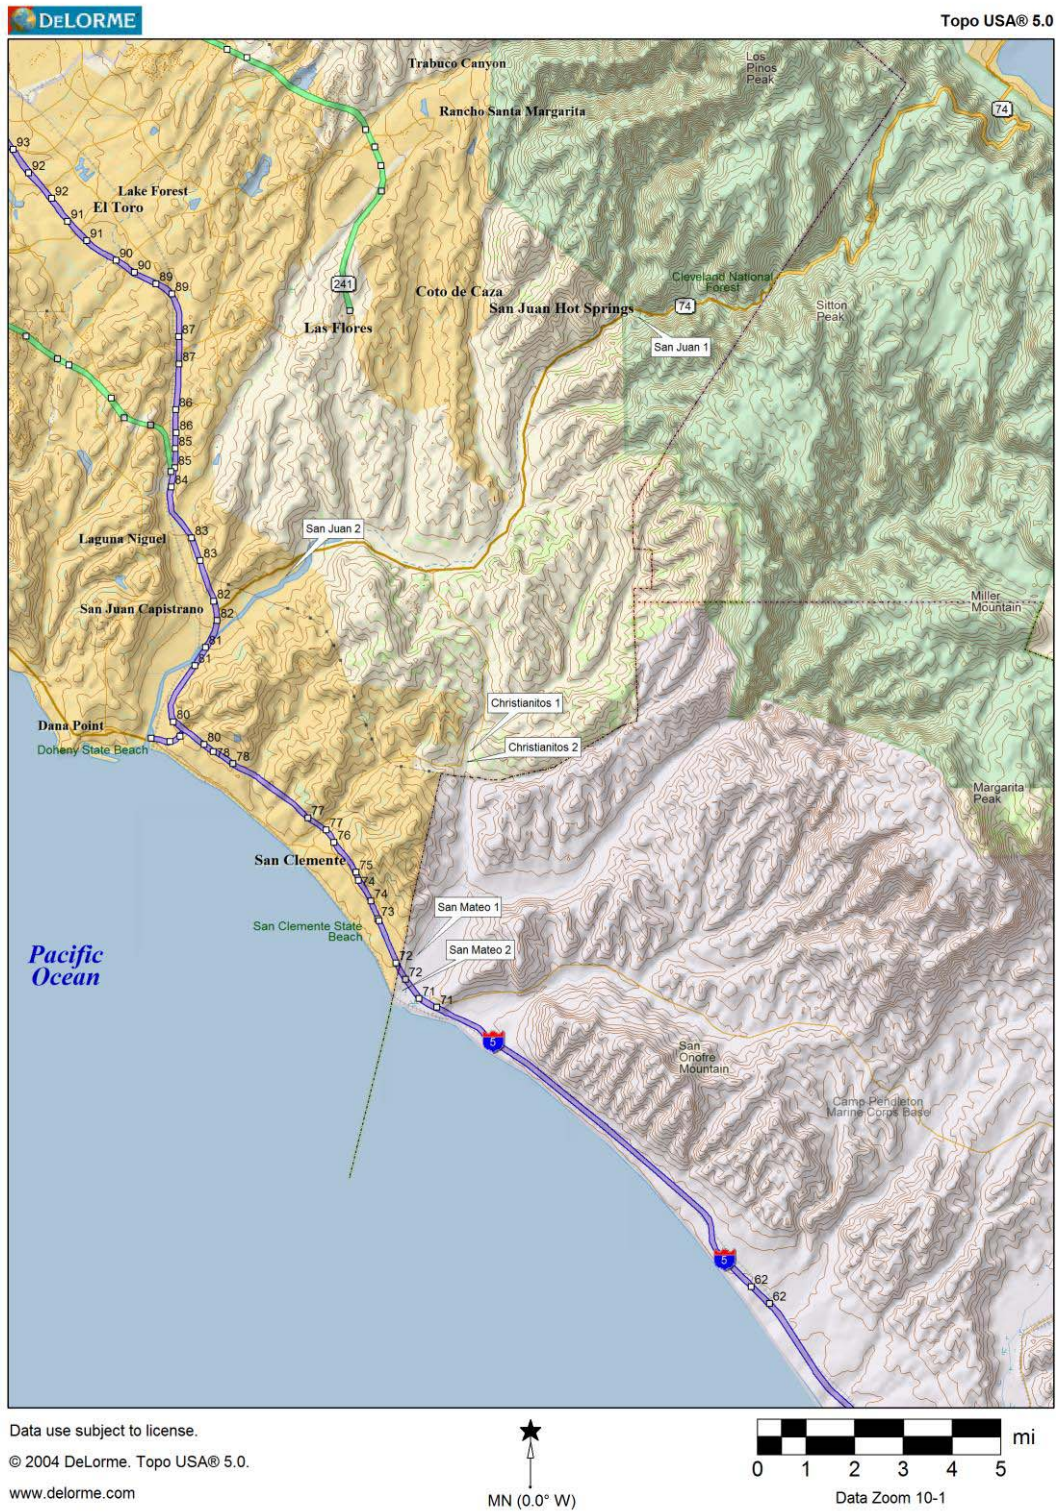 DELORME
Topo USA® 5.0
Trabuco Canyon
Los
Pinos
Peak
Rancho Santa Margarita
74
93
92
Lake Forest
92
El Toro
91
91
90
90
89
89
241
Coto de Caza
Cleveland National
Forest
San Juan Hot Springs
74
Sitton
Peak
Las Flores
87
San Juan 1
87
86
86
85
85
84
San Juan 2
83
Laguna Niguel
83
82
San Juan Capistrano
82
Miller
Mountain
81
81
Christianitos 1
Dana Point
80
80
Doheny State Beach
78
78
Christianitos 2
Margarita
Peak
77
77
76
San Clemente
75
74
74
73
San Mateo 1
San Clemente State
Beach
San Mateo 2
Pacific
Ocean
72
72
71
71
5
San
Onofre
Mountain
Camp Pendleton
Marine Corps Base
5
62
62
Data use subject to license.
© 2004 DeLorme. Topo USA® 5.0.
www.delorme.com
MN (0.0° W)
mi
0 1 2 3 4 5
Data Zoom 10-1